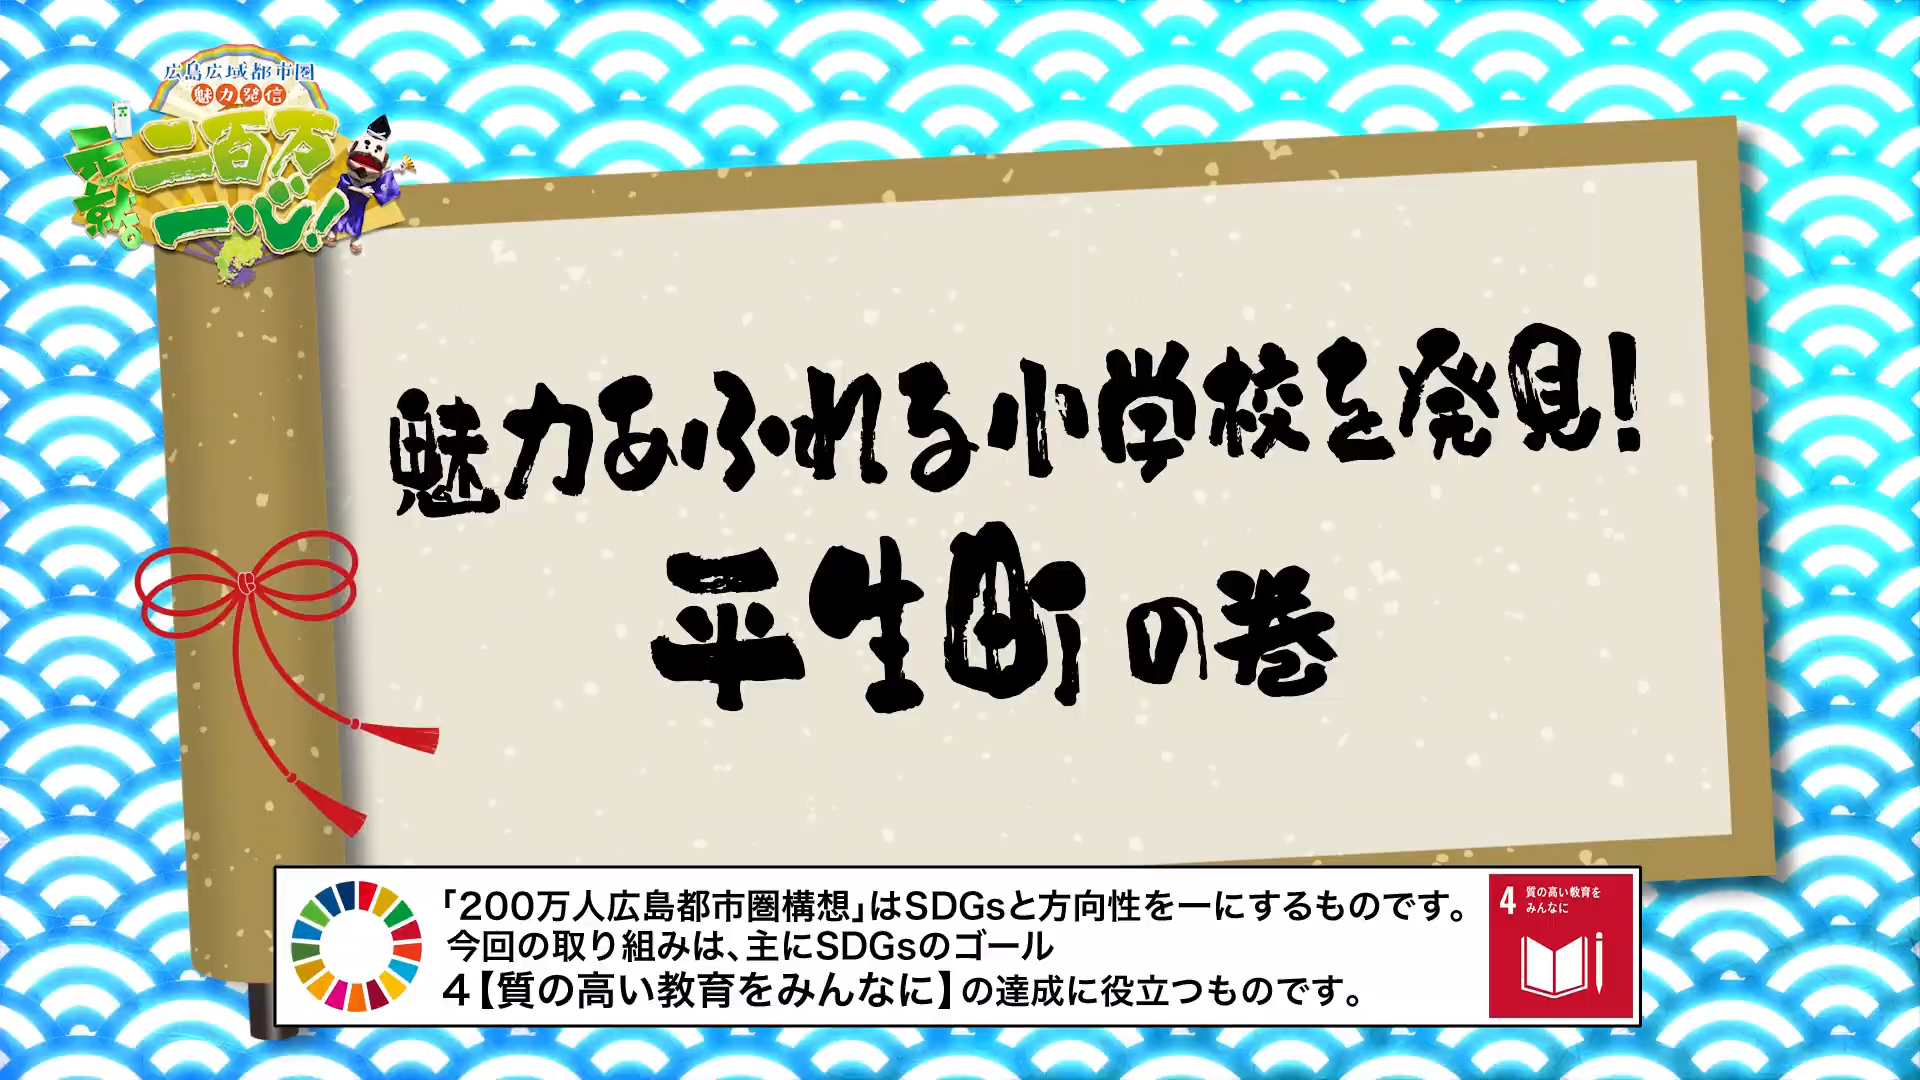 広島広域都市圏
魅力発信
元就。
二百万
一心!
魅力あふれる小学校を発見!
平生町の巻
「200万人広島都市圏構想」はSDGsと方向性を一にするものです。
今回の取り組みは、主にSDGsのゴール
4【質の高い教育をみんなに】の達成に役立つものです。
4 質の高い教育を
みんなに